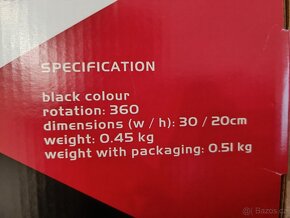 SPECIFICATION
black colour
rotation: 360
dimensions (w / h): 30 / 20cm
weight: 0.45 kg
weight with packaging: 0.51 kg